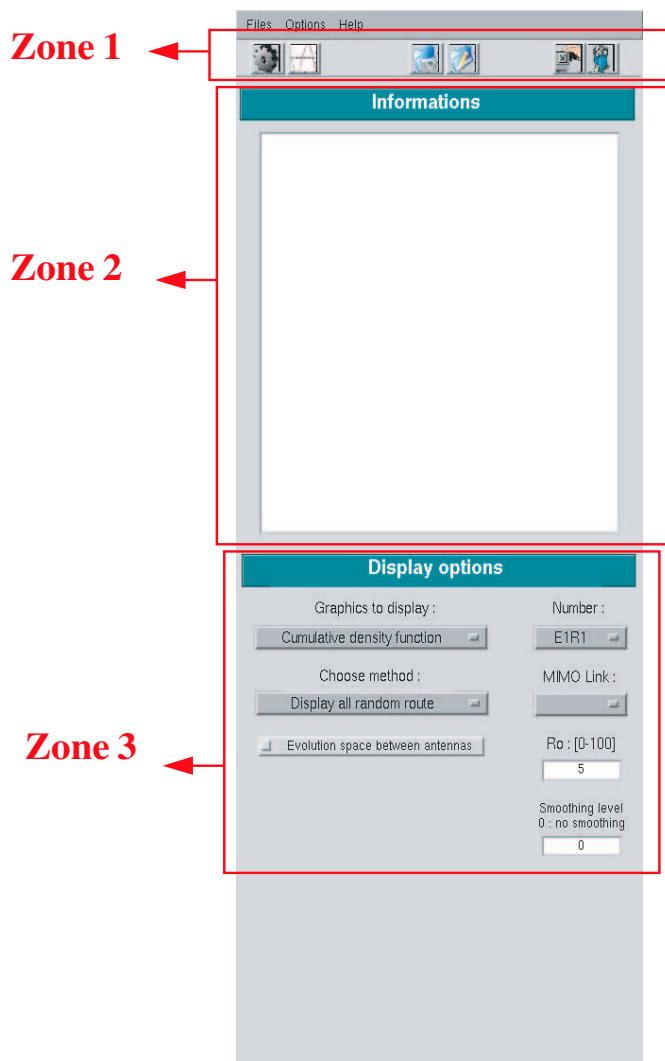 Files Options Help
Zone 1
Informations
Zone 2
Display options
Graphics to display :
Number :
Cumulative density function
E1R1
Choose method :
MIMO Link :
Display all random route
Zone 3
Evolution space between antennas
Ro : [0-100]
5
Smoothing level
0 : no smoothing
0